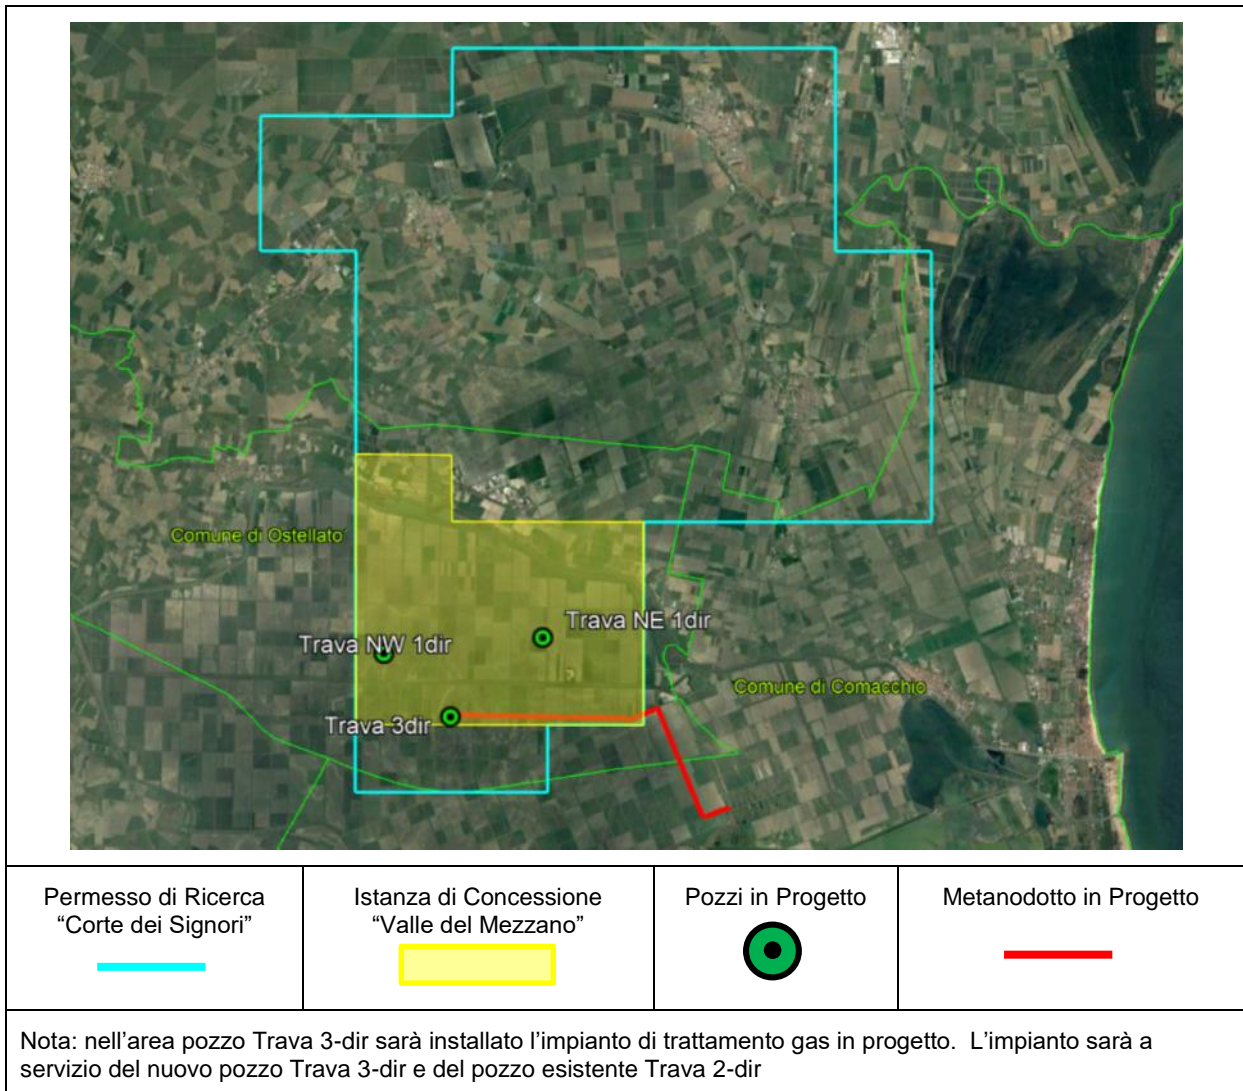 Comune di Ostellato
Trava NE 1dir
Trava NW 1dir
Comune di Comacchio
Trava 3dir
Permesso di Ricerca
“Corte dei Signori”
Istanza di Concessione
“Valle del Mezzano”
Pozzi in Progetto
Metanodotto in Progetto
Nota: nell’area pozzo Trava 3-dir sarà installato l’impianto di trattamento gas in progetto. L’impianto sarà a
servizio del nuovo pozzo Trava 3-dir e del pozzo esistente Trava 2-dir